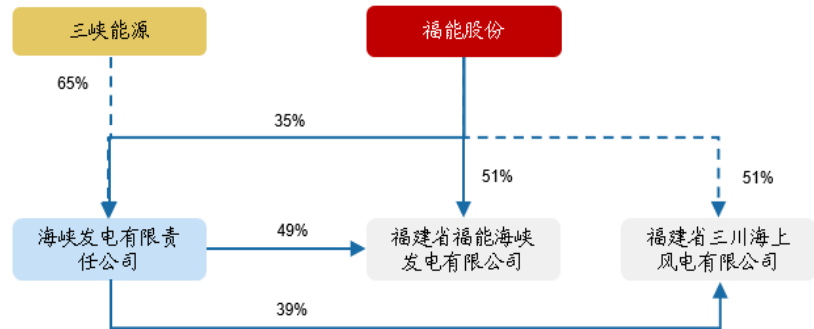 三峡能源
福能股份
65%
35%
51%
51%
海峡发电有限责
任公司
49%
福建省福能海峡
发电有限公司
福建省三川海上
风电有限公司
39%